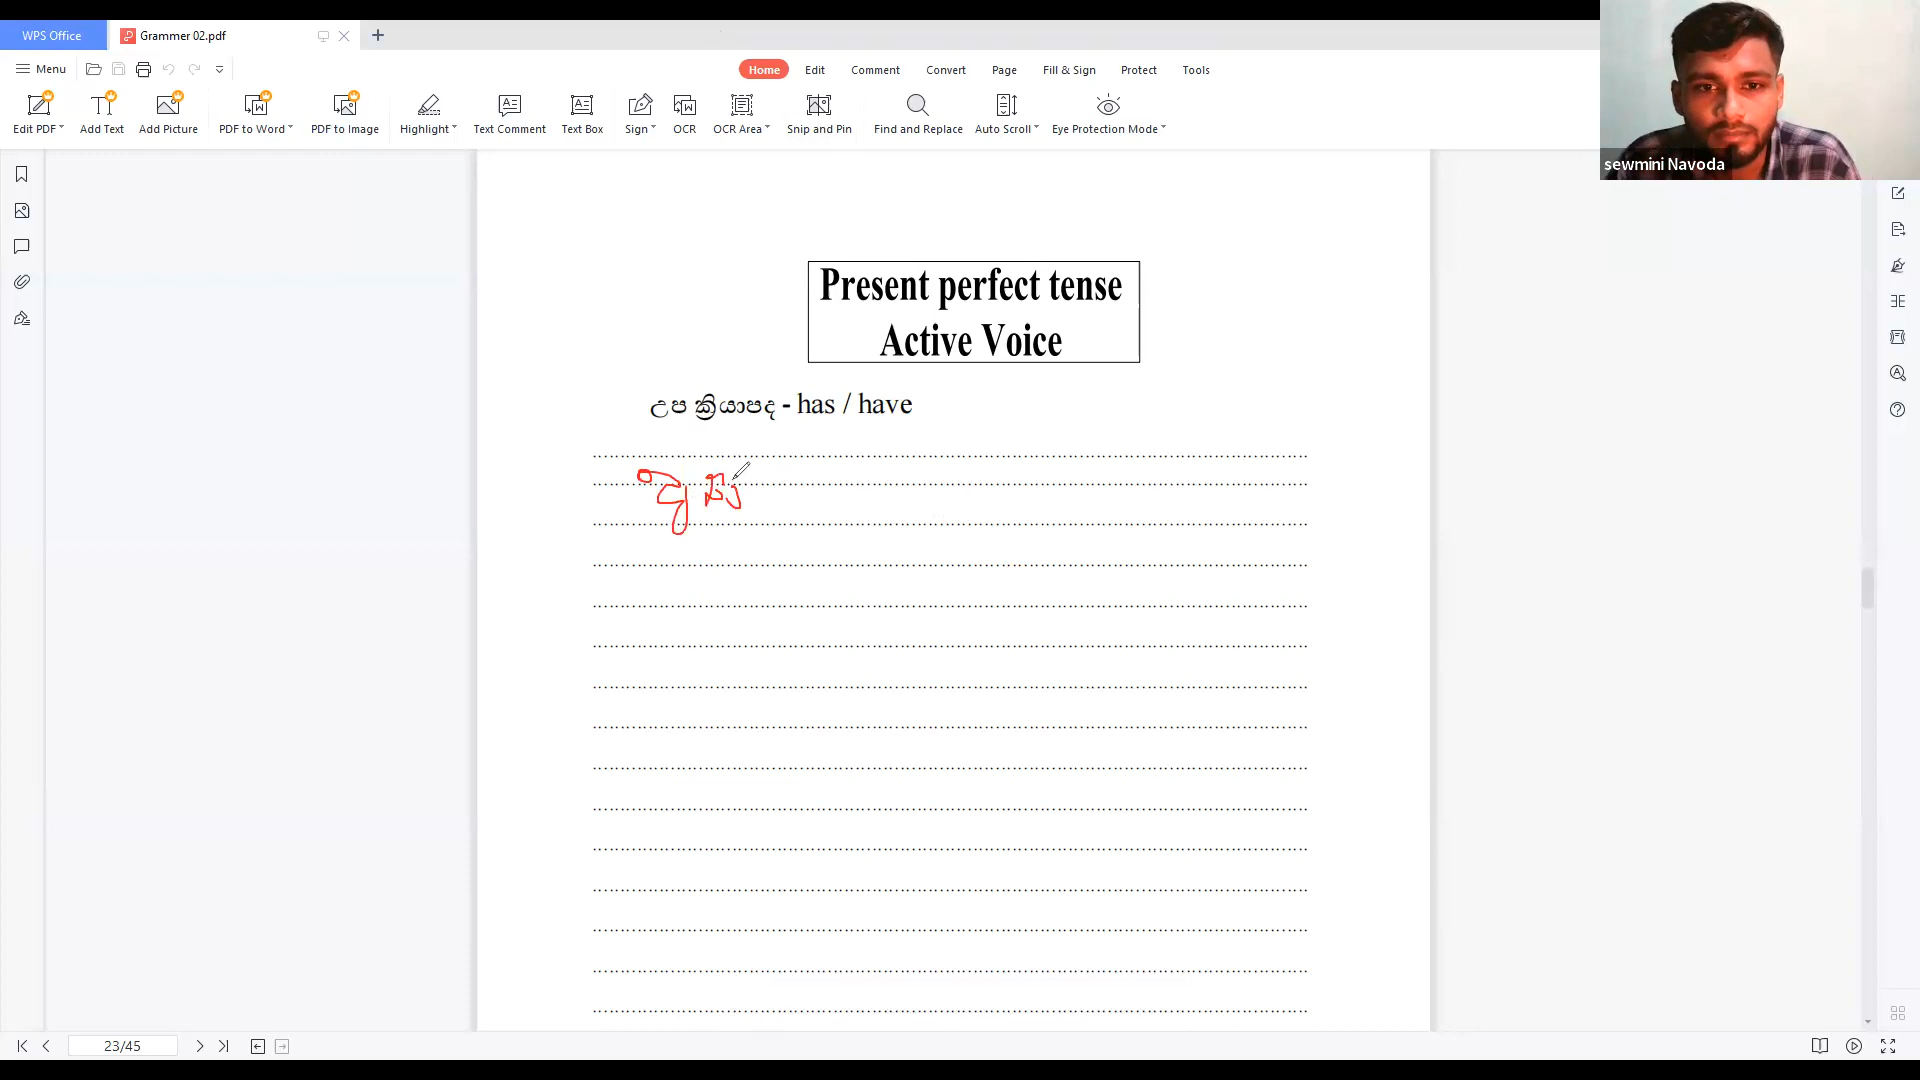 WPS Office
Grammer 02.pdf
Menu
Home Edit Comment Convert Page Fill & Sign Protect Tools
Edit PDF Add Text Add Picture PDF to Word PDF to Image Highlight Text Comment Text Box Sign OCR OCR Area Snip and Pin Find and Replace Auto Scroll Eye Protection Mode
sewmini Navoda
Present perfect tense
Active Voice
උප ක්‍රියාපද - has / have
23/45